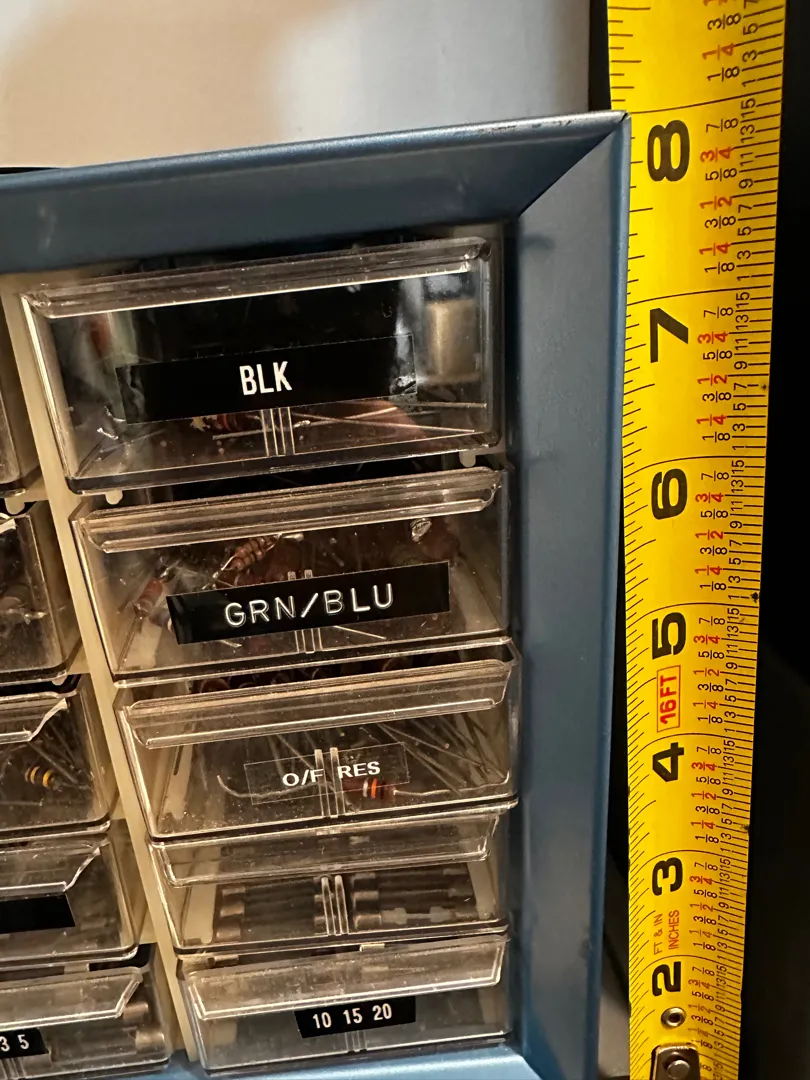 BLK
GRN/BLU
O/F RES
10 15 20
3 5
8
7
6
5
16FT
4
3
FT & IN
INCHES
2